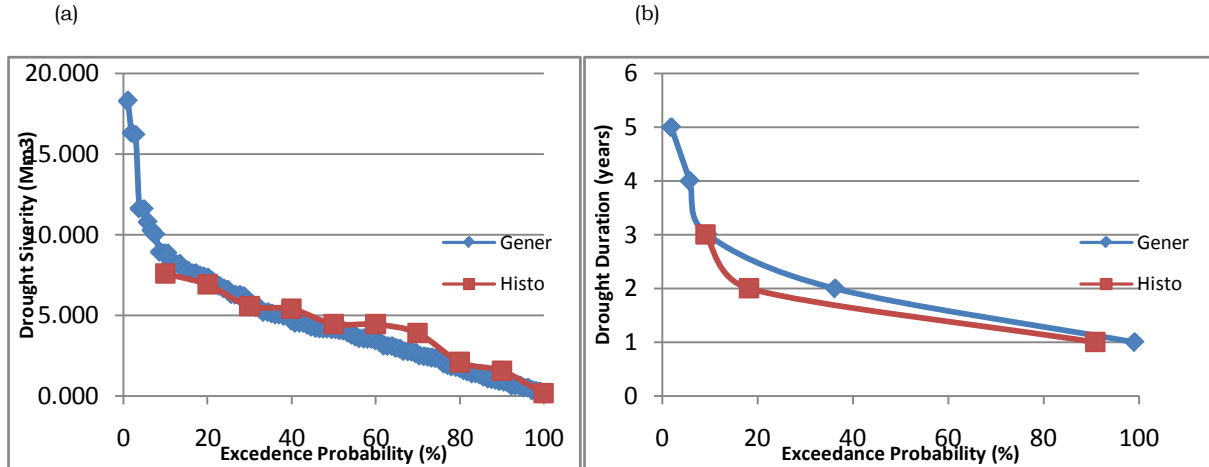 (a)
(b)
20.000
15.000
10.000
5.000
0.000
Drought Siverity (Mm3)
0 20 40 60 80 100
Excedence Probability (%)
Gener
Histo
6
5
4
3
2
1
0
Drought Duration (years)
0 20 40 60 80 100
Exceedance Probability (%)
Gener
Histo